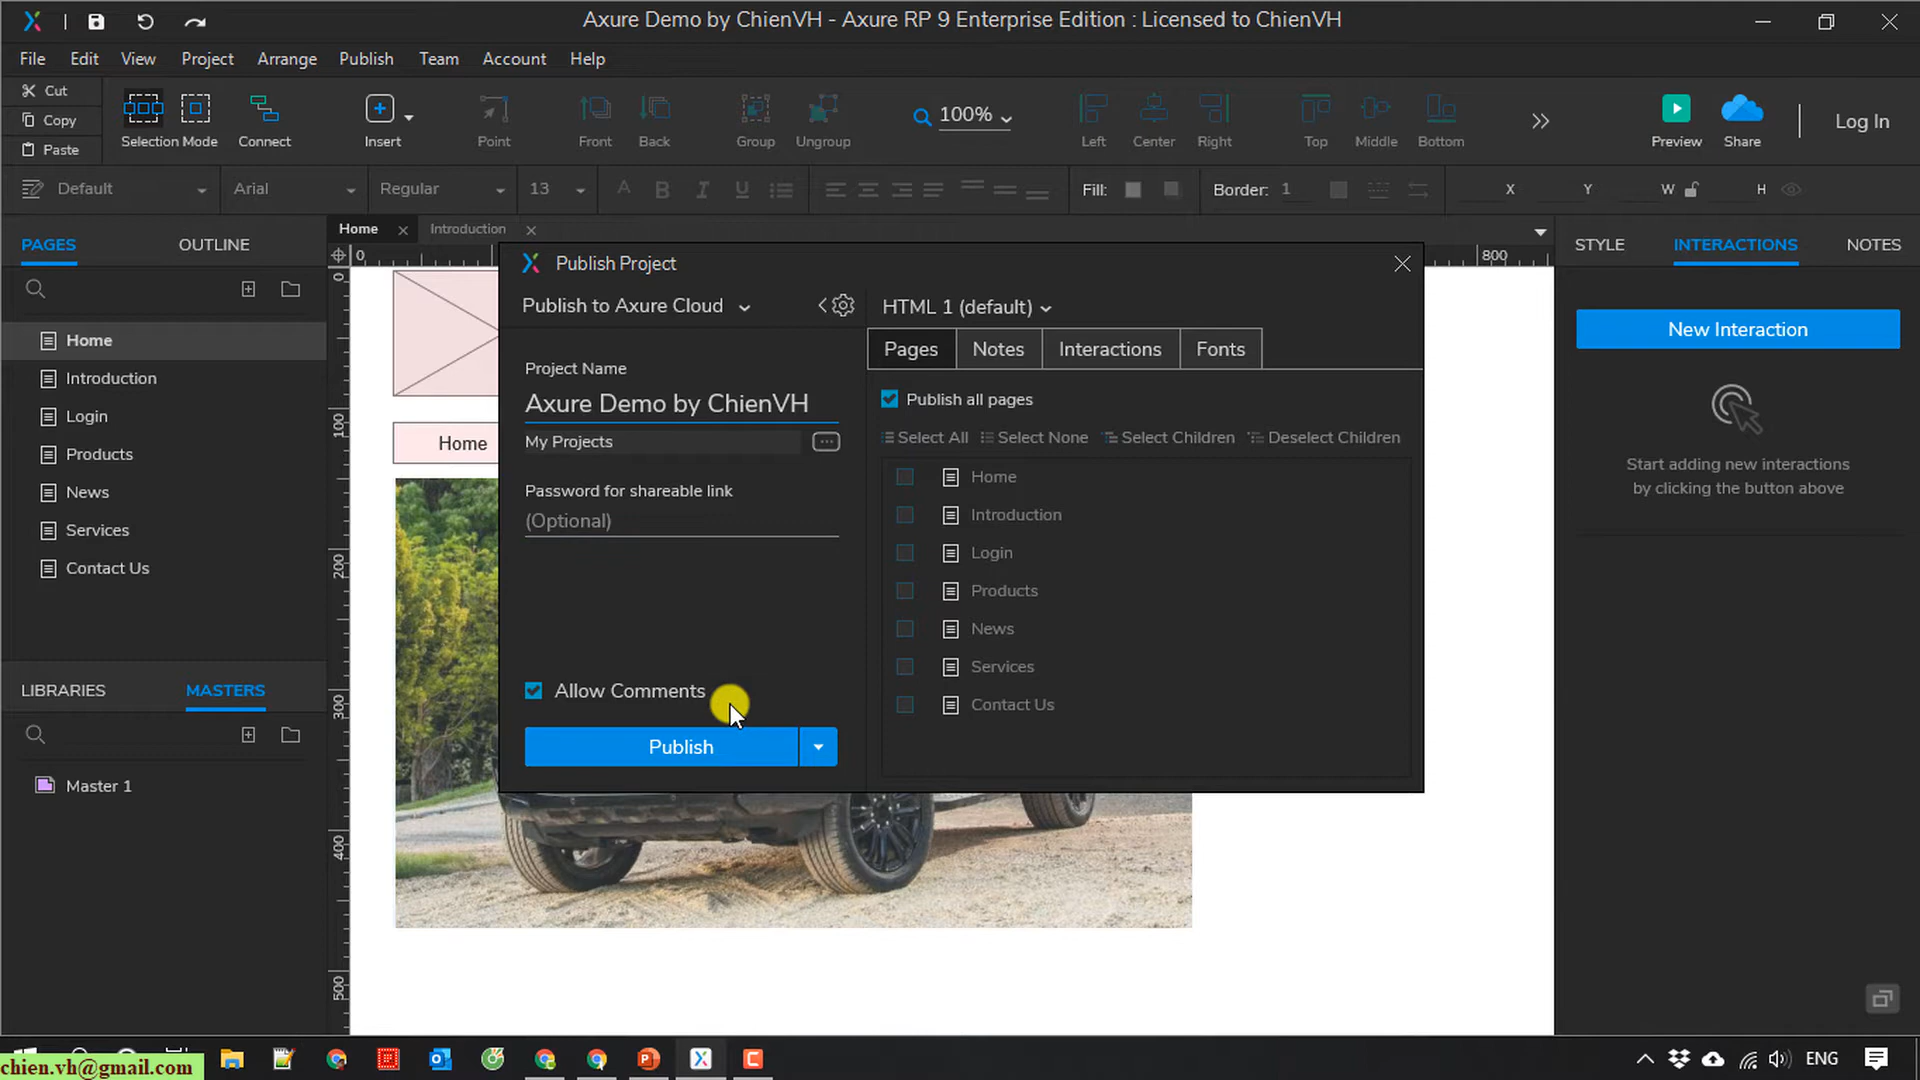 Axure Demo by ChienVH - Axure RP 9 Enterprise Edition : Licensed to ChienVH
File Edit View Project Arrange Publish Team Account Help
Cut
Copy
Paste
Selection Mode
Connect
Insert
Point
Front
Back
Group
Ungroup
100%
Left
Center
Right
Top
Middle
Bottom
Preview
Share
Log In
Default
Arial
Regular
13
Fill:
Border: 1
X
Y
W
H
PAGES
OUTLINE
Home
Introduction
Login
Products
News
Services
Contact Us
LIBRARIES
MASTERS
Master 1
Home
Introduction
0
800
0
100
200
300
400
500
Home
Publish Project
Publish to Axure Cloud
Project Name
Axure Demo by ChienVH
My Projects
Password for shareable link
(Optional)
Allow Comments
Publish
HTML 1 (default)
Pages
Notes
Interactions
Fonts
Publish all pages
Select All
Select None
Select Children
Deselect Children
Home
Introduction
Login
Products
News
Services
Contact Us
STYLE
INTERACTIONS
NOTES
New Interaction
Start adding new interactions
by clicking the button above
chien.vh@gmail.com
ENG